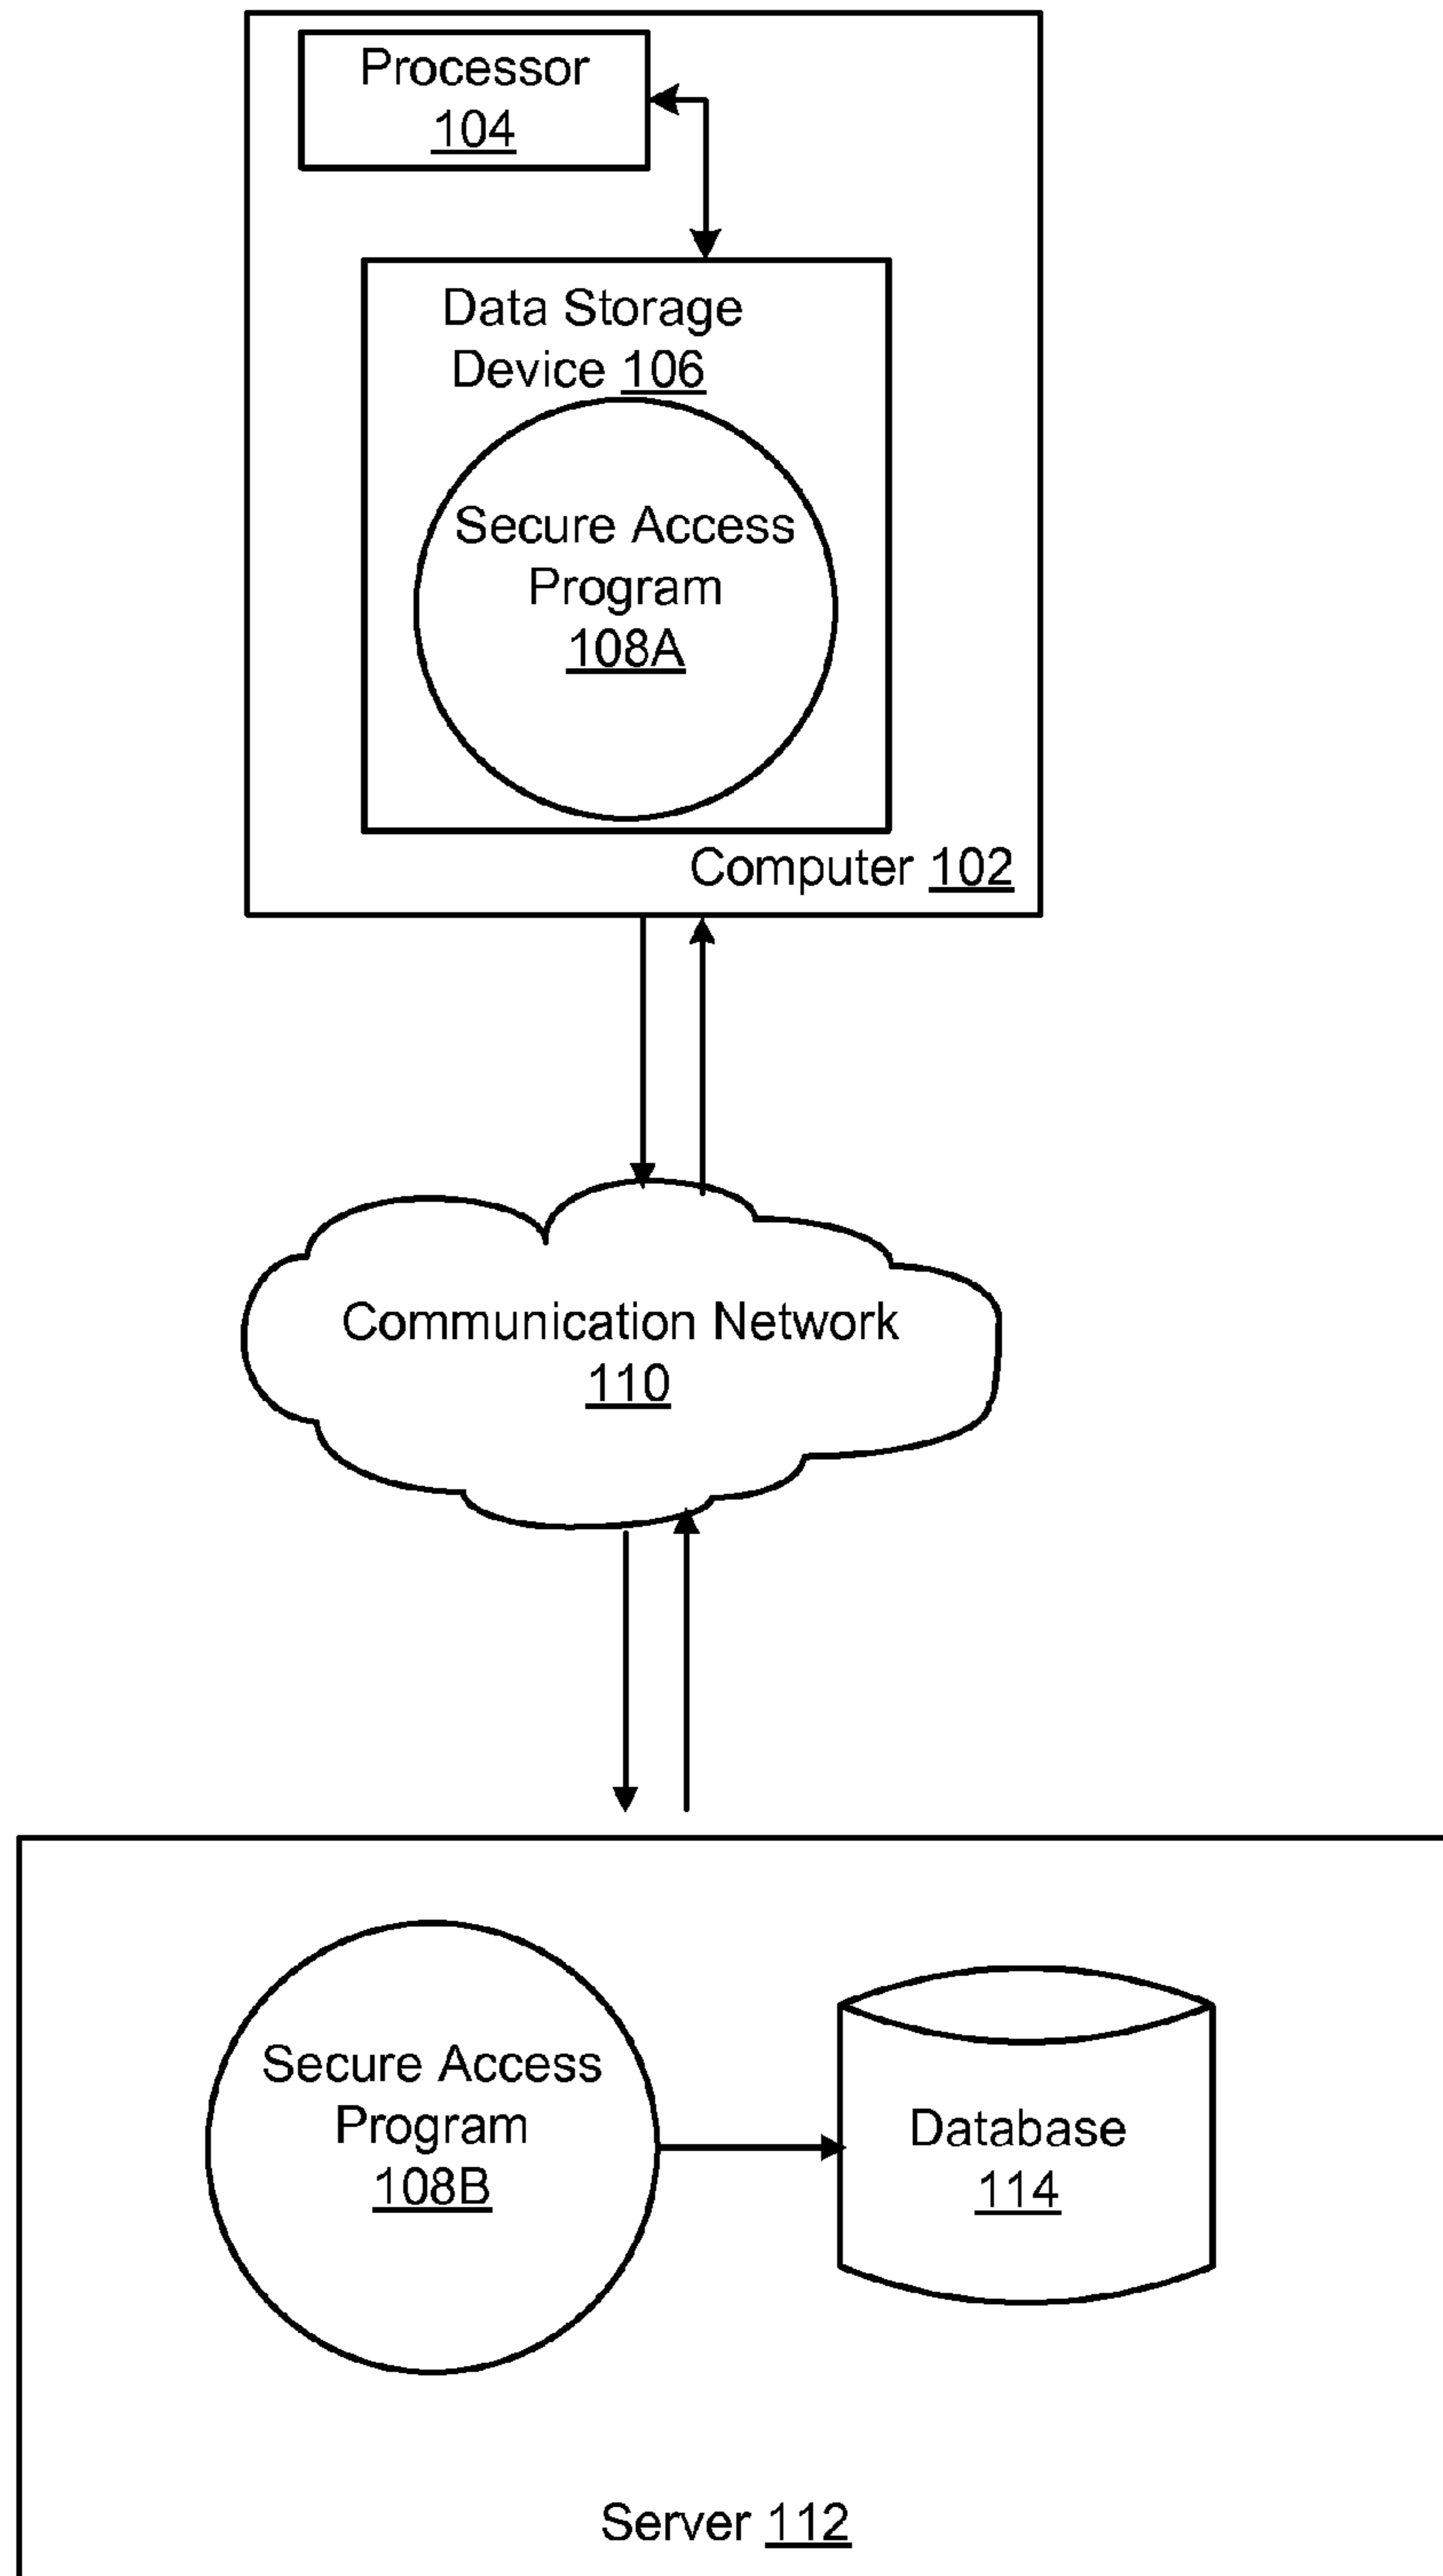 Processor
104
Data Storage
Device 106
Secure Access
Program
108A
Computer 102
Communication Network
110
Secure Access
Program
108B
Database
114
Server 112